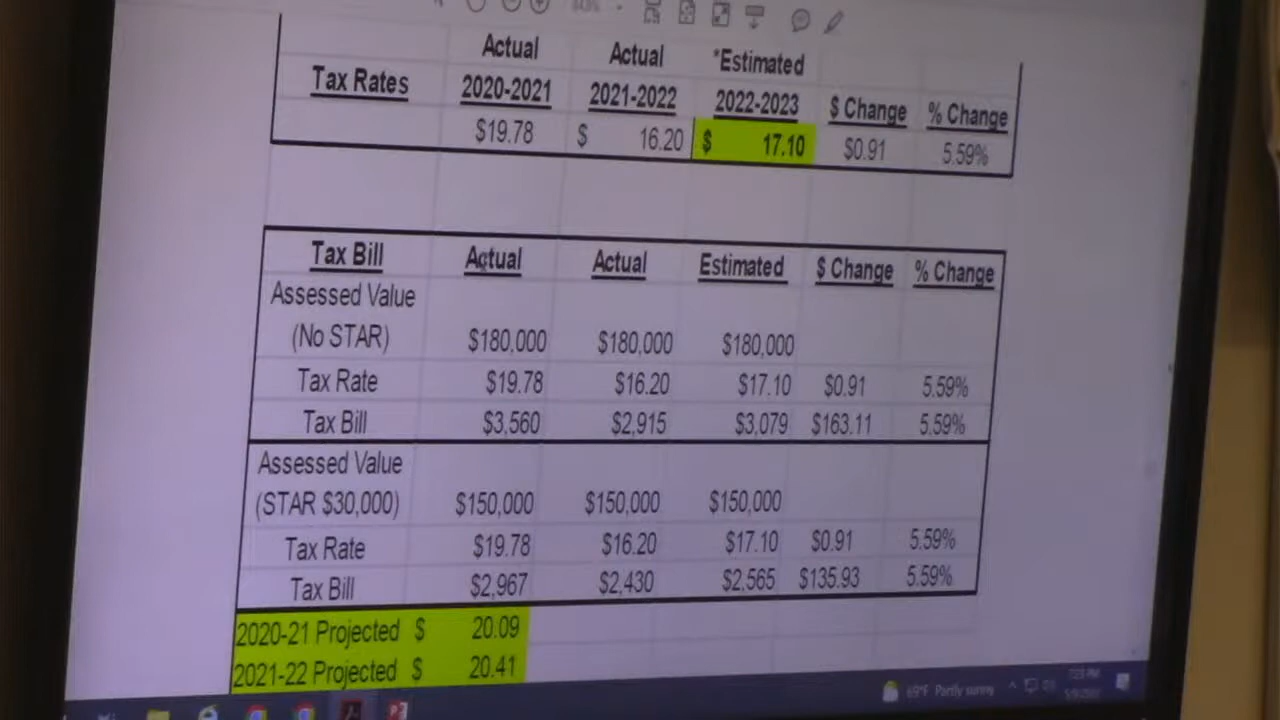 Actual Actual *Estimated
Tax Rates 2020-2021 2021-2022 2022-2023 $ Change % Change
$19.78 $ 16.20 $ 17.10 $0.91 5.59%
Tax Bill Actual Actual Estimated $ Change % Change
Assessed Value
(No STAR) $180,000 $180,000 $180,000
Tax Rate $19.78 $16.20 $17.10 $0.91 5.59%
Tax Bill $3,560 $2,915 $3,079 $163.11 5.59%
Assessed Value
(STAR $30,000) $150,000 $150,000 $150,000
Tax Rate $19.78 $16.20 $17.10 $0.91 5.59%
Tax Bill $2,967 $2,430 $2,565 $135.93 5.59%
2020-21 Projected $ 20.09
2021-22 Projected $ 20.41
69°F Partly sunny